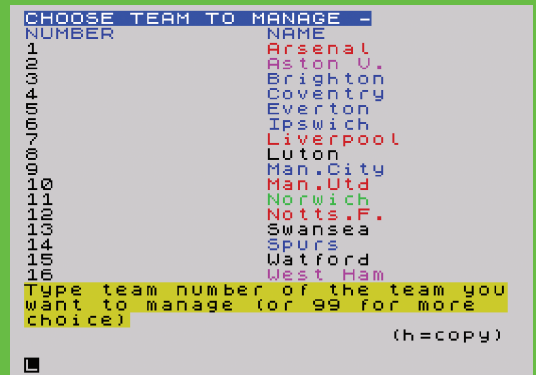 CHOOSE TEAM TO MANAGE -
NUMBER NAME
1 Arsenal
2 Aston V.
3 Brighton
4 Coventry
5 Everton
6 Ipswich
7 Liverpool
8 Luton
9 Man.City
10 Man.Utd
11 Norwich
12 Notts.F.
13 Swansea
14 Spurs
15 Watford
16 West Ham
Type team number of the team you
want to manage (or 99 for more
choice)
(h=copy)
L